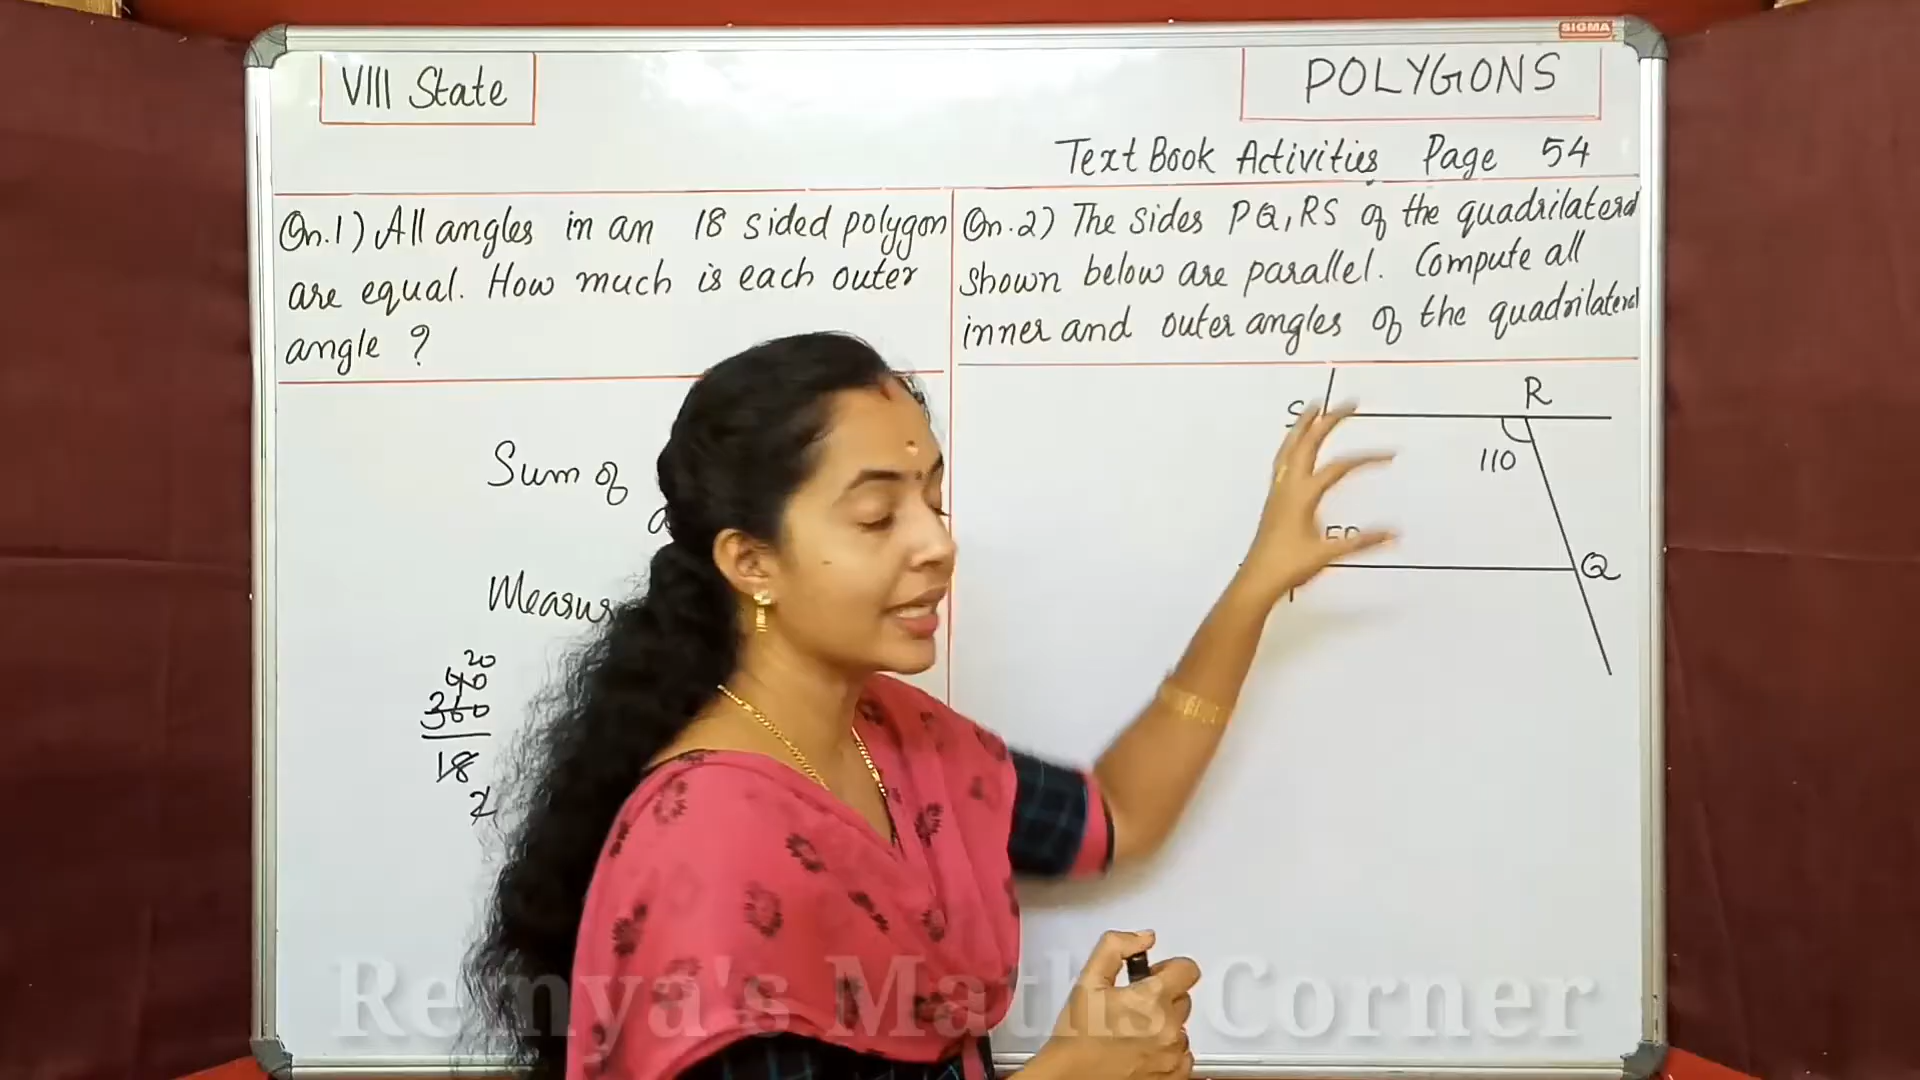 SIGMA
VIII State
POLYGONS
Text Book Activities Page 54
Qn.1) All angles in an 18 sided polygon
are equal. How much is each outer
angle ?
Qn.2) The sides PQ, RS of the quadrilateral
shown below are parallel. Compute all
inner and outer angles of the quadrilateral
Sum of
Measur
20
40
360
18
2
S
R
110
50
Q
Remya's Maths Corner